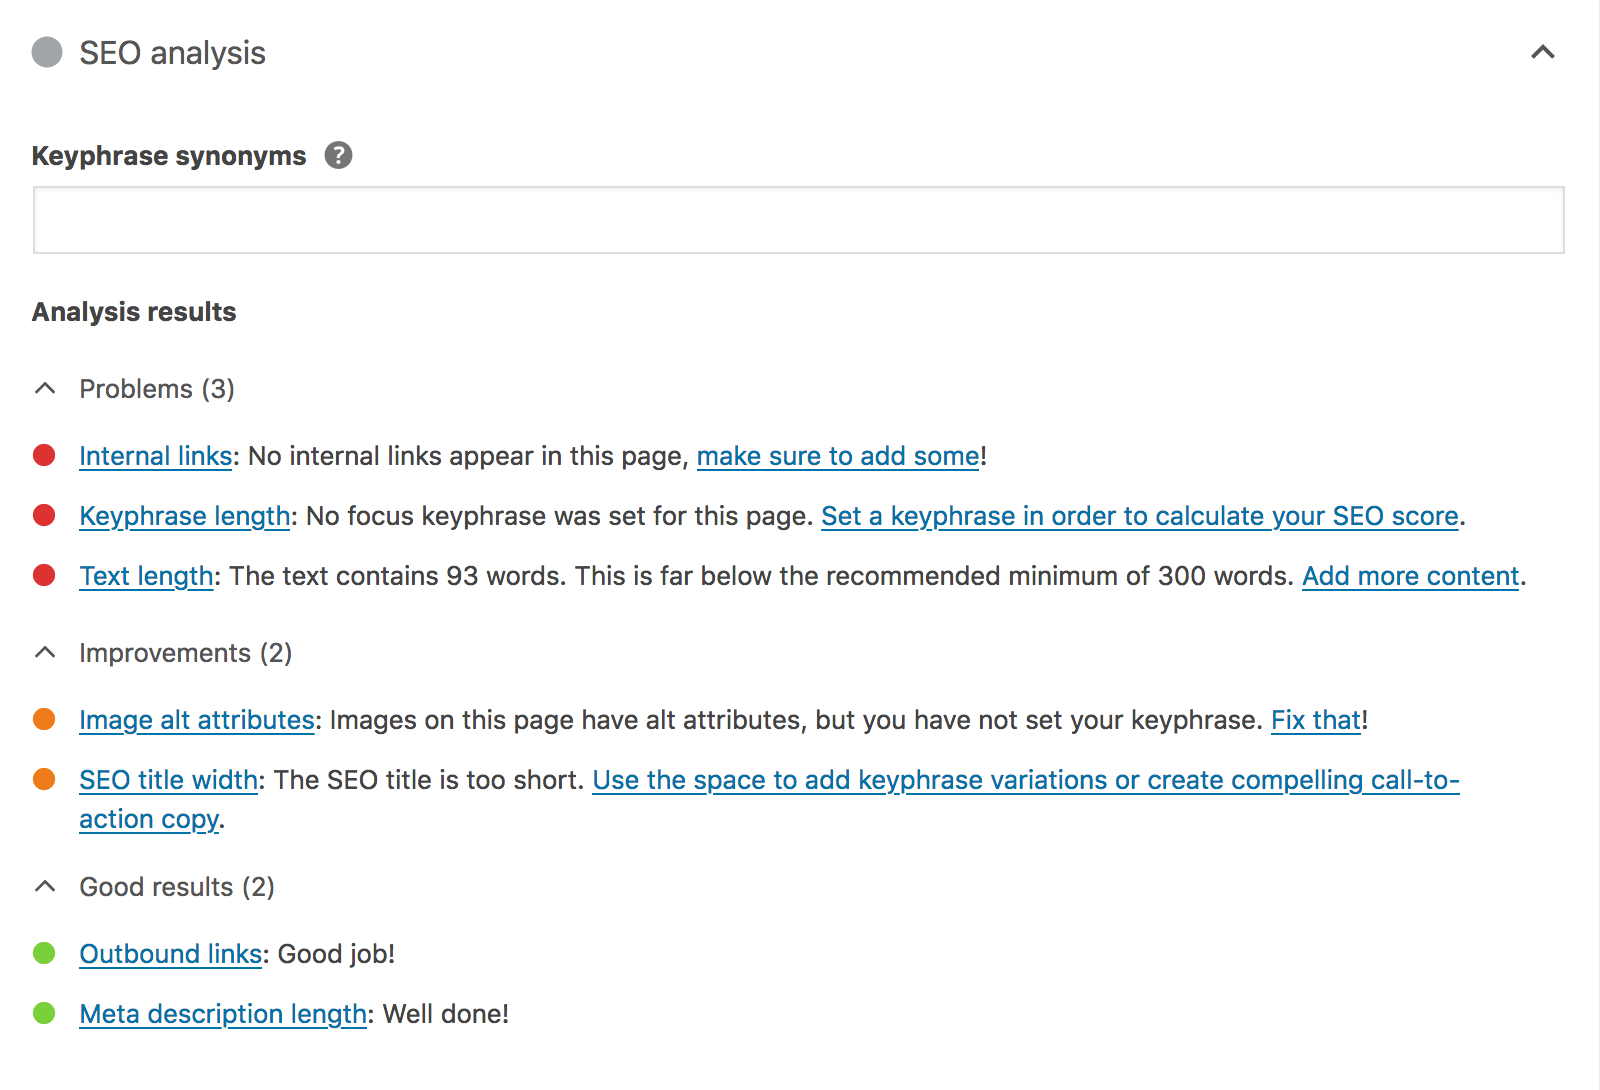 SEO analysis
Keyphrase synonyms ?
Analysis results
Problems (3)
Internal links: No internal links appear in this page, make sure to add some!
Keyphrase length: No focus keyphrase was set for this page. Set a keyphrase in order to calculate your SEO score.
Text length: The text contains 93 words. This is far below the recommended minimum of 300 words. Add more content.
Improvements (2)
Image alt attributes: Images on this page have alt attributes, but you have not set your keyphrase. Fix that!
SEO title width: The SEO title is too short. Use the space to add keyphrase variations or create compelling call-to-
action copy.
Good results (2)
Outbound links: Good job!
Meta description length: Well done!